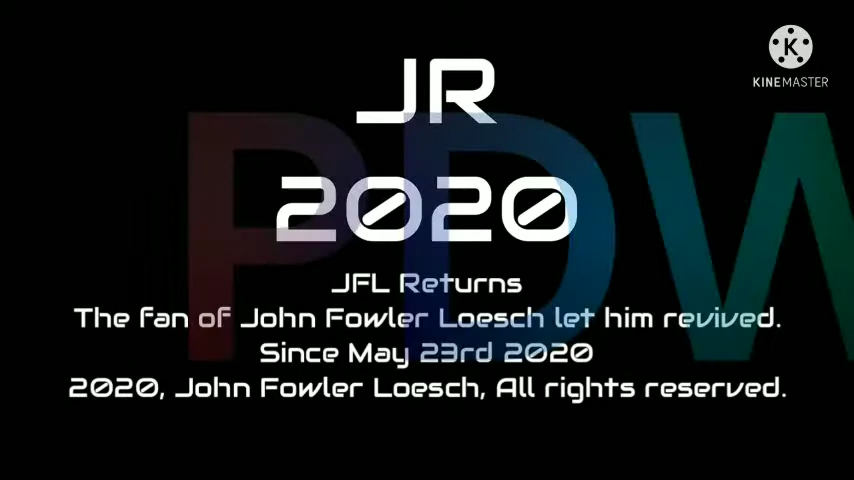 JR
K
KINEMASTER
2020
PDW
JFL Returns
The fan of John Fowler Loesch let him revived.
Since May 23rd 2020
2020, John Fowler Loesch, All rights reserved.